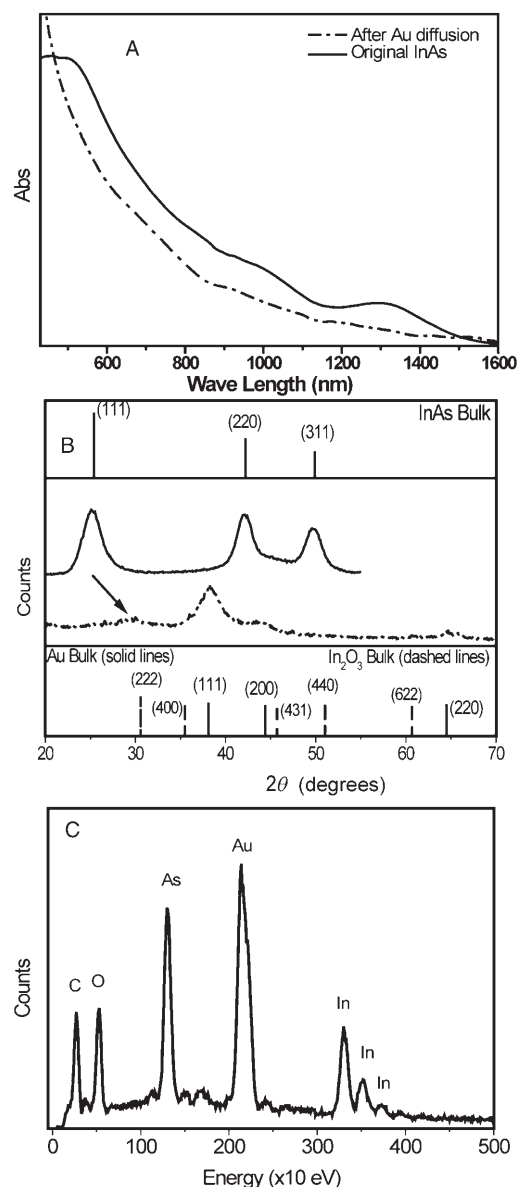 A
After Au diffusion
Original InAs
Abs
600 800 1000 1200 1400 1600
Wave Length (nm)
B
InAs Bulk
(111)
(220)
(311)
Counts
Au Bulk (solid lines)
In₂O₃ Bulk (dashed lines)
(222)
(400)
(111)
(200)
(431)
(440)
(622)
(220)
20 30 40 50 60 70
2θ (degrees)
C
C
O
As
Au
In
In
In
Counts
0 100 200 300 400 500
Energy (x10 eV)